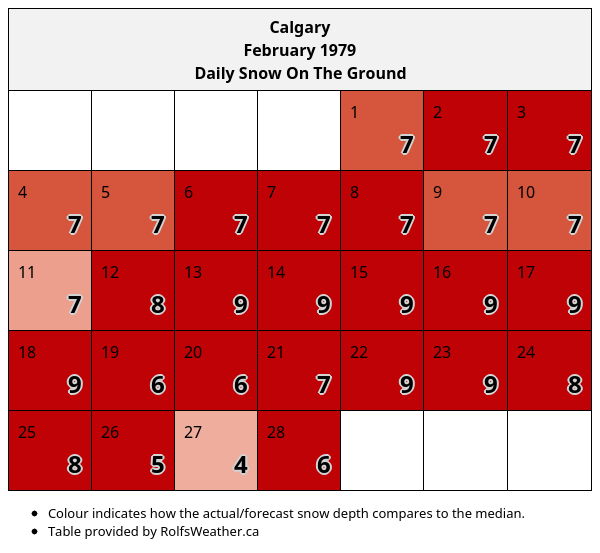 Calgary
February 1979
Daily Snow On The Ground
1 2 3
7 7 7
4 5 6 7 8 9 10
7 7 7 7 7 7 7
11 12 13 14 15 16 17
7 8 9 9 9 9 9
18 19 20 21 22 23 24
9 6 6 7 9 9 8
25 26 27 28
8 5 4 6
• Colour indicates how the actual/forecast snow depth compares to the median.
• Table provided by RolfsWeather.ca